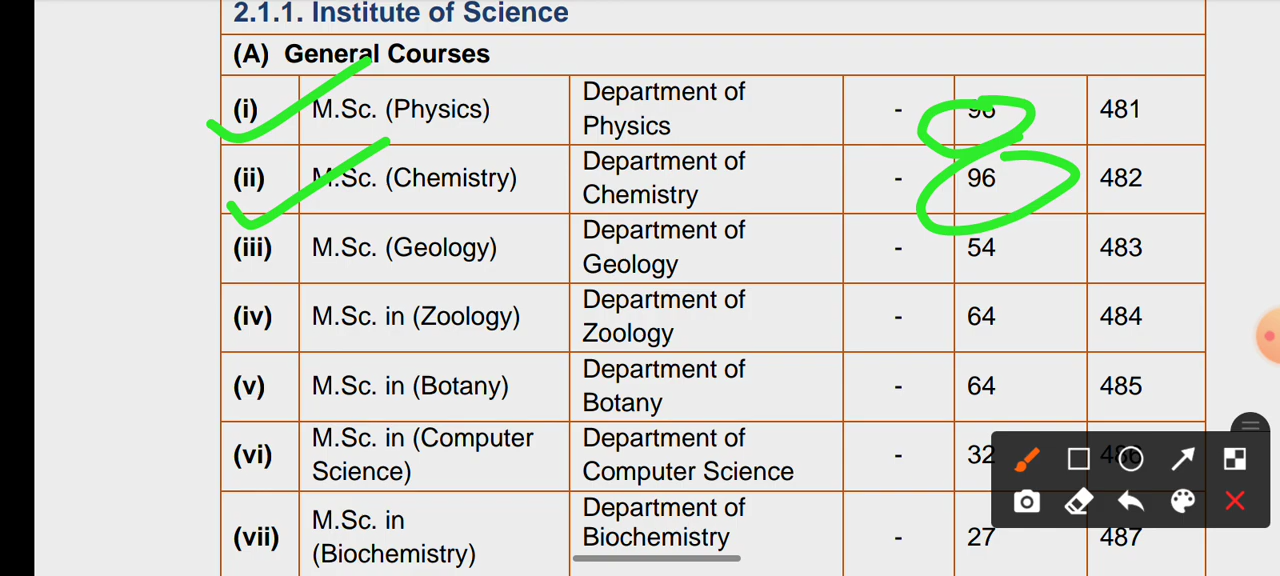 2.1.1. Institute of Science
(A) General Courses
(i) M.Sc. (Physics) Department of Physics - 96 481
(ii) M.Sc. (Chemistry) Department of Chemistry - 96 482
(iii) M.Sc. (Geology) Department of Geology - 54 483
(iv) M.Sc. in (Zoology) Department of Zoology - 64 484
(v) M.Sc. in (Botany) Department of Botany - 64 485
(vi) M.Sc. in (Computer Science) Department of Computer Science - 32 486
(vii) M.Sc. in (Biochemistry) Department of Biochemistry - 27 487